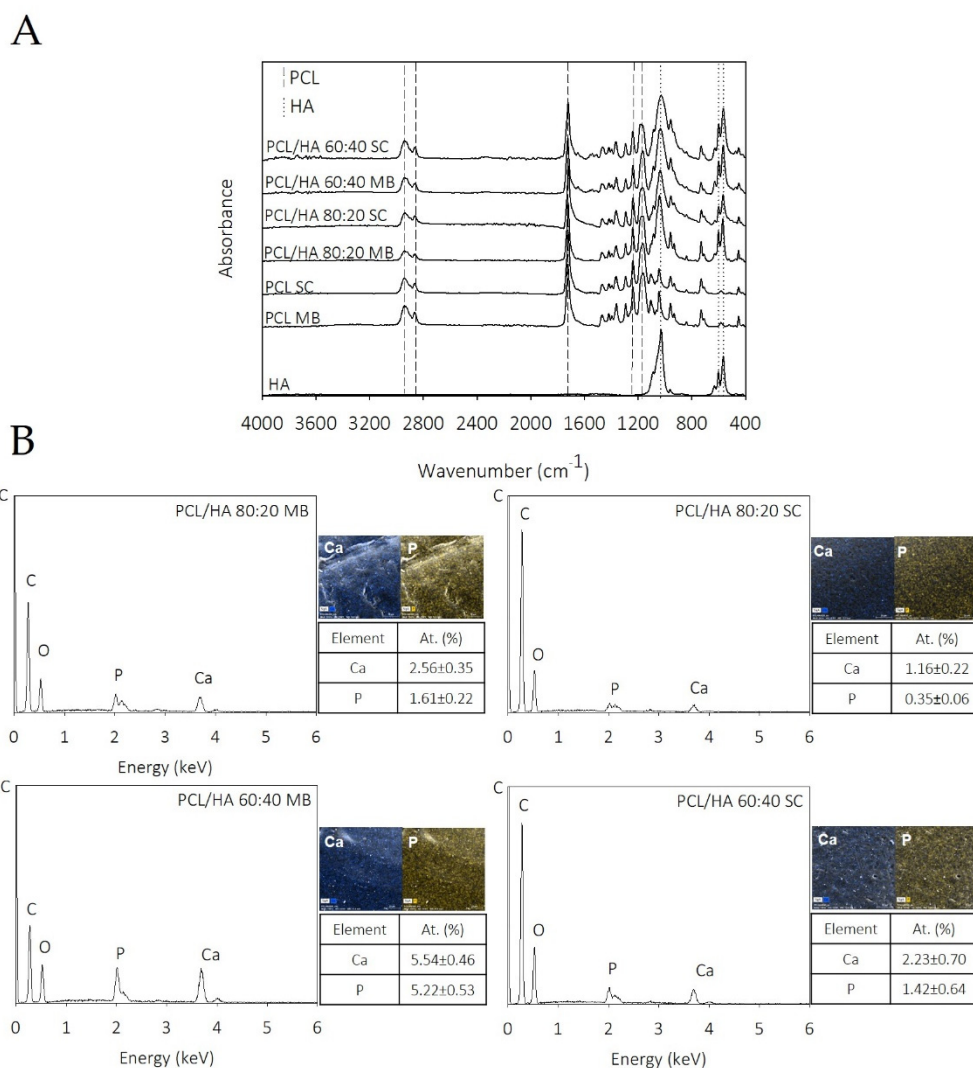 A
PCL
HA
PCL/HA 60:40 SC
PCL/HA 60:40 MB
PCL/HA 80:20 SC
PCL/HA 80:20 MB
PCL SC
PCL MB
HA
Absorbance
4000 3600 3200 2800 2400 2000 1600 1200 800 400
Wavenumber (cm⁻¹)
B
C
PCL/HA 80:20 MB
C
O
P
Ca
0 1 2 3 4 5 6
Energy (keV)
Ca P
Element At. (%)
Ca 2.56±0.35
P 1.61±0.22
C
PCL/HA 80:20 SC
C
O
P
Ca
0 1 2 3 4 5 6
Energy (keV)
Ca P
Element At. (%)
Ca 1.16±0.22
P 0.35±0.06
C
PCL/HA 60:40 MB
C
O
P
Ca
0 1 2 3 4 5 6
Energy (keV)
Ca P
Element At. (%)
Ca 5.54±0.46
P 5.22±0.53
C
PCL/HA 60:40 SC
C
O
P
Ca
0 1 2 3 4 5 6
Energy (keV)
Ca P
Element At. (%)
Ca 2.23±0.70
P 1.42±0.64